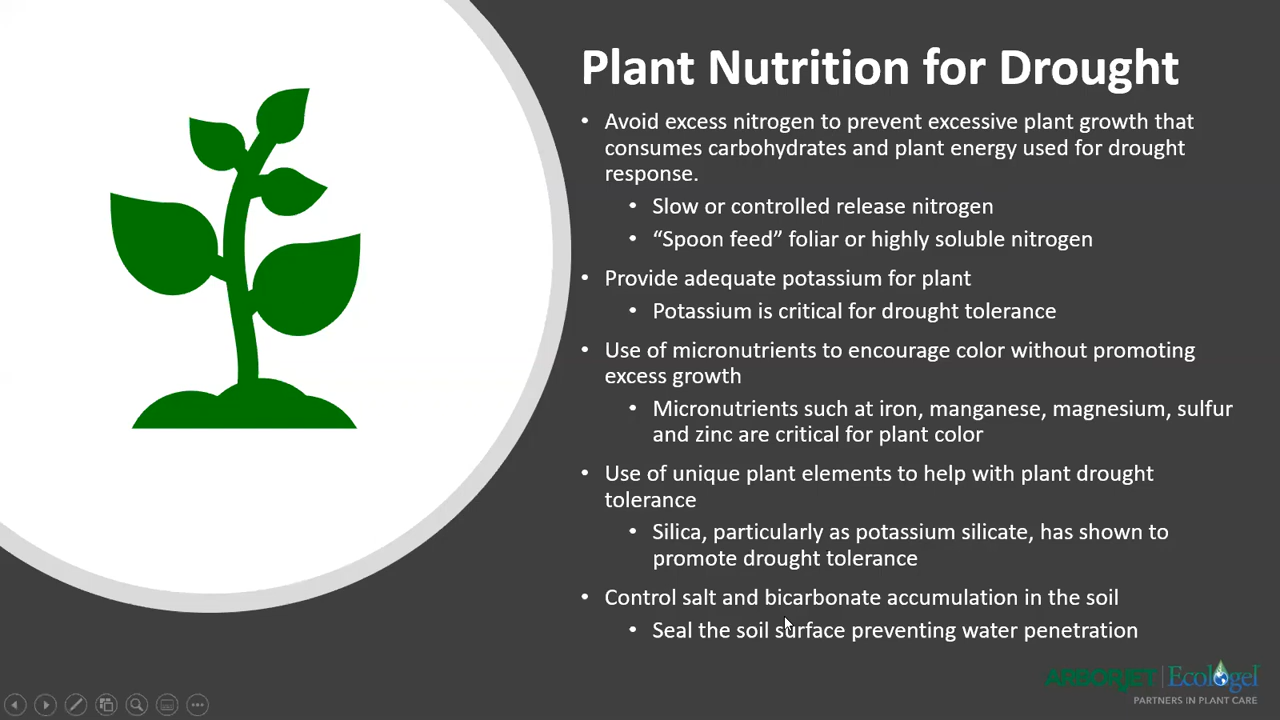 Plant Nutrition for Drought
• Avoid excess nitrogen to prevent excessive plant growth that
consumes carbohydrates and plant energy used for drought
response.
• Slow or controlled release nitrogen
• “Spoon feed” foliar or highly soluble nitrogen
• Provide adequate potassium for plant
• Potassium is critical for drought tolerance
• Use of micronutrients to encourage color without promoting
excess growth
• Micronutrients such at iron, manganese, magnesium, sulfur
and zinc are critical for plant color
• Use of unique plant elements to help with plant drought
tolerance
• Silica, particularly as potassium silicate, has shown to
promote drought tolerance
• Control salt and bicarbonate accumulation in the soil
• Seal the soil surface preventing water penetration
ARBORJET | Ecologel
PARTNERS IN PLANT CARE